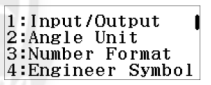 1:Input/Output
2:Angle Unit
3:Number Format
4:Engineer Symbol